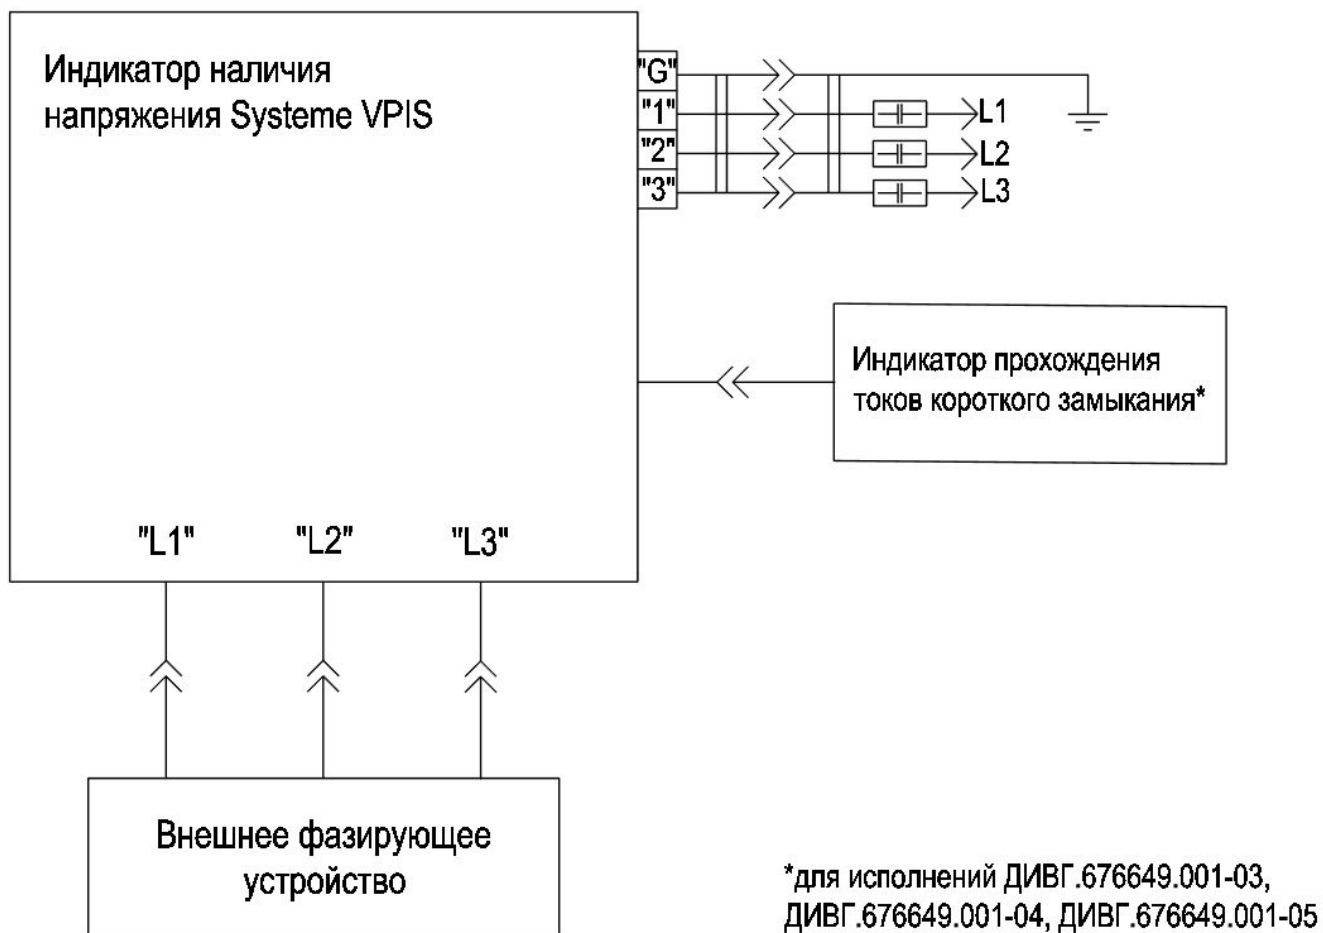 Индикатор наличия
напряжения Systeme VPIS
"G"
"1"
L1
"2"
L2
"3"
L3
Индикатор прохождения
токов короткого замыкания*
"L1" "L2" "L3"
Внешнее фазирующее
устройство
*для исполнений ДИВГ.676649.001-03,
ДИВГ.676649.001-04, ДИВГ.676649.001-05